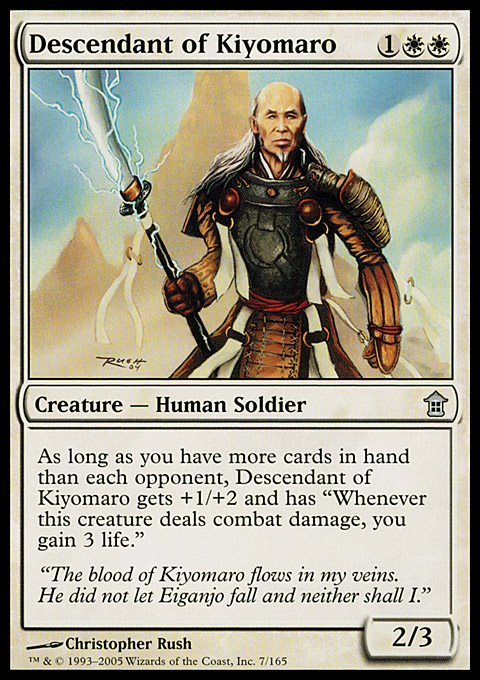 Descendant of Kiyomaro 1
RUSH
04
Creature — Human Soldier
As long as you have more cards in hand
than each opponent, Descendant of
Kiyomaro gets +1/+2 and has “Whenever
this creature deals combat damage, you
gain 3 life.”
“The blood of Kiyomaro flows in my veins.
He did not let Eiganjo fall and neither shall I.”
Christopher Rush
2/3
™ & © 1993–2005 Wizards of the Coast, Inc. 7/165